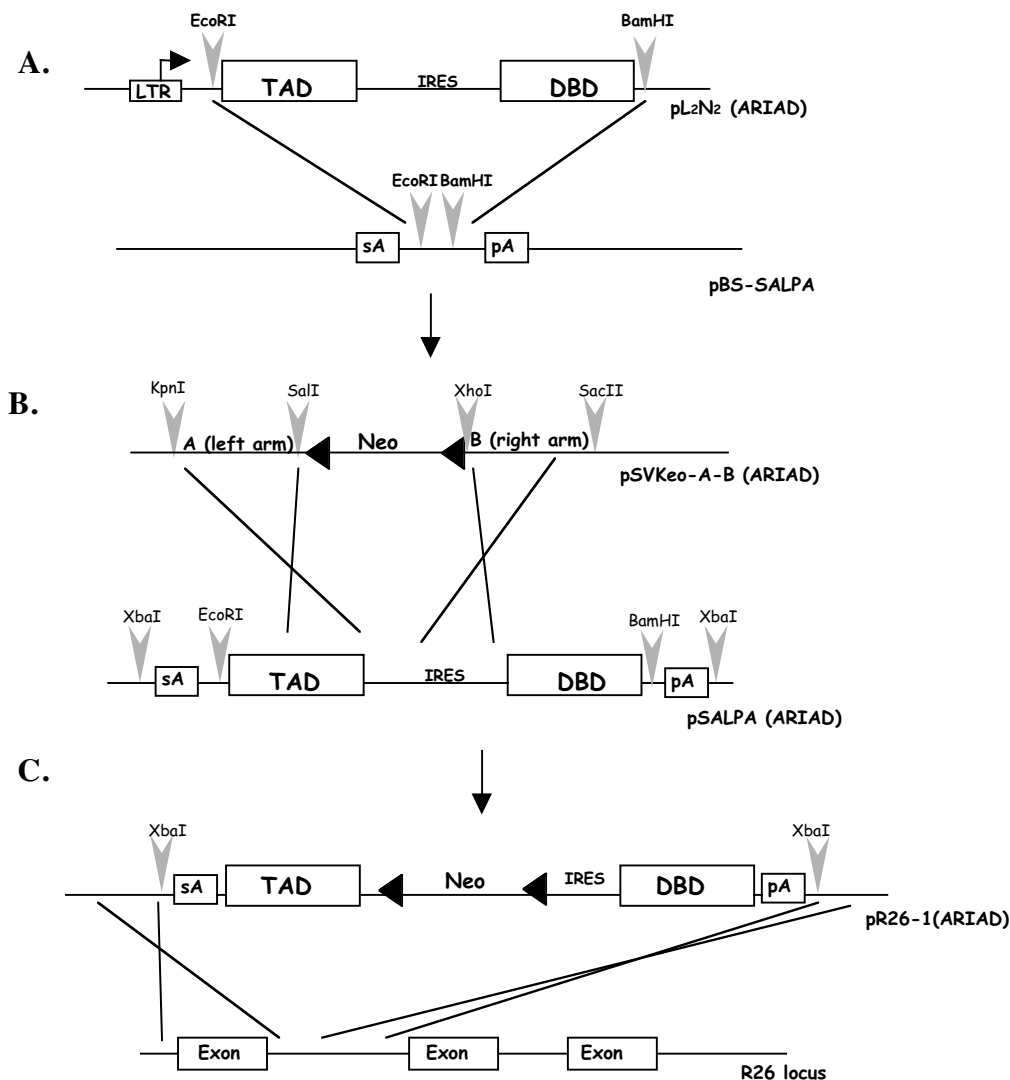 A.
EcoRI
BamHI
LTR
TAD
IRES
DBD
pL2N2 (ARIAD)
EcoRI BamHI
sA
pA
pBS-SALPA
B.
KpnI
SalI
XhoI
SacII
A (left arm)
Neo
B (right arm)
pSVKeo-A-B (ARIAD)
XbaI
EcoRI
BamHI
XbaI
sA
TAD
IRES
DBD
pA
pSALPA (ARIAD)
C.
XbaI
XbaI
sA
TAD
Neo
IRES
DBD
pA
pR26-1(ARIAD)
Exon
Exon
Exon
R26 locus